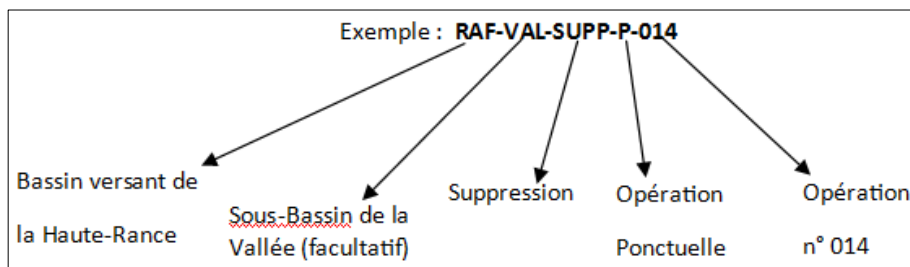 Exemple : RAF-VAL-SUPP-P-014
Bassin versant de
la Haute-Rance
Sous-Bassin de la
Vallée (facultatif)
Suppression
Opération
Ponctuelle
Opération
n° 014